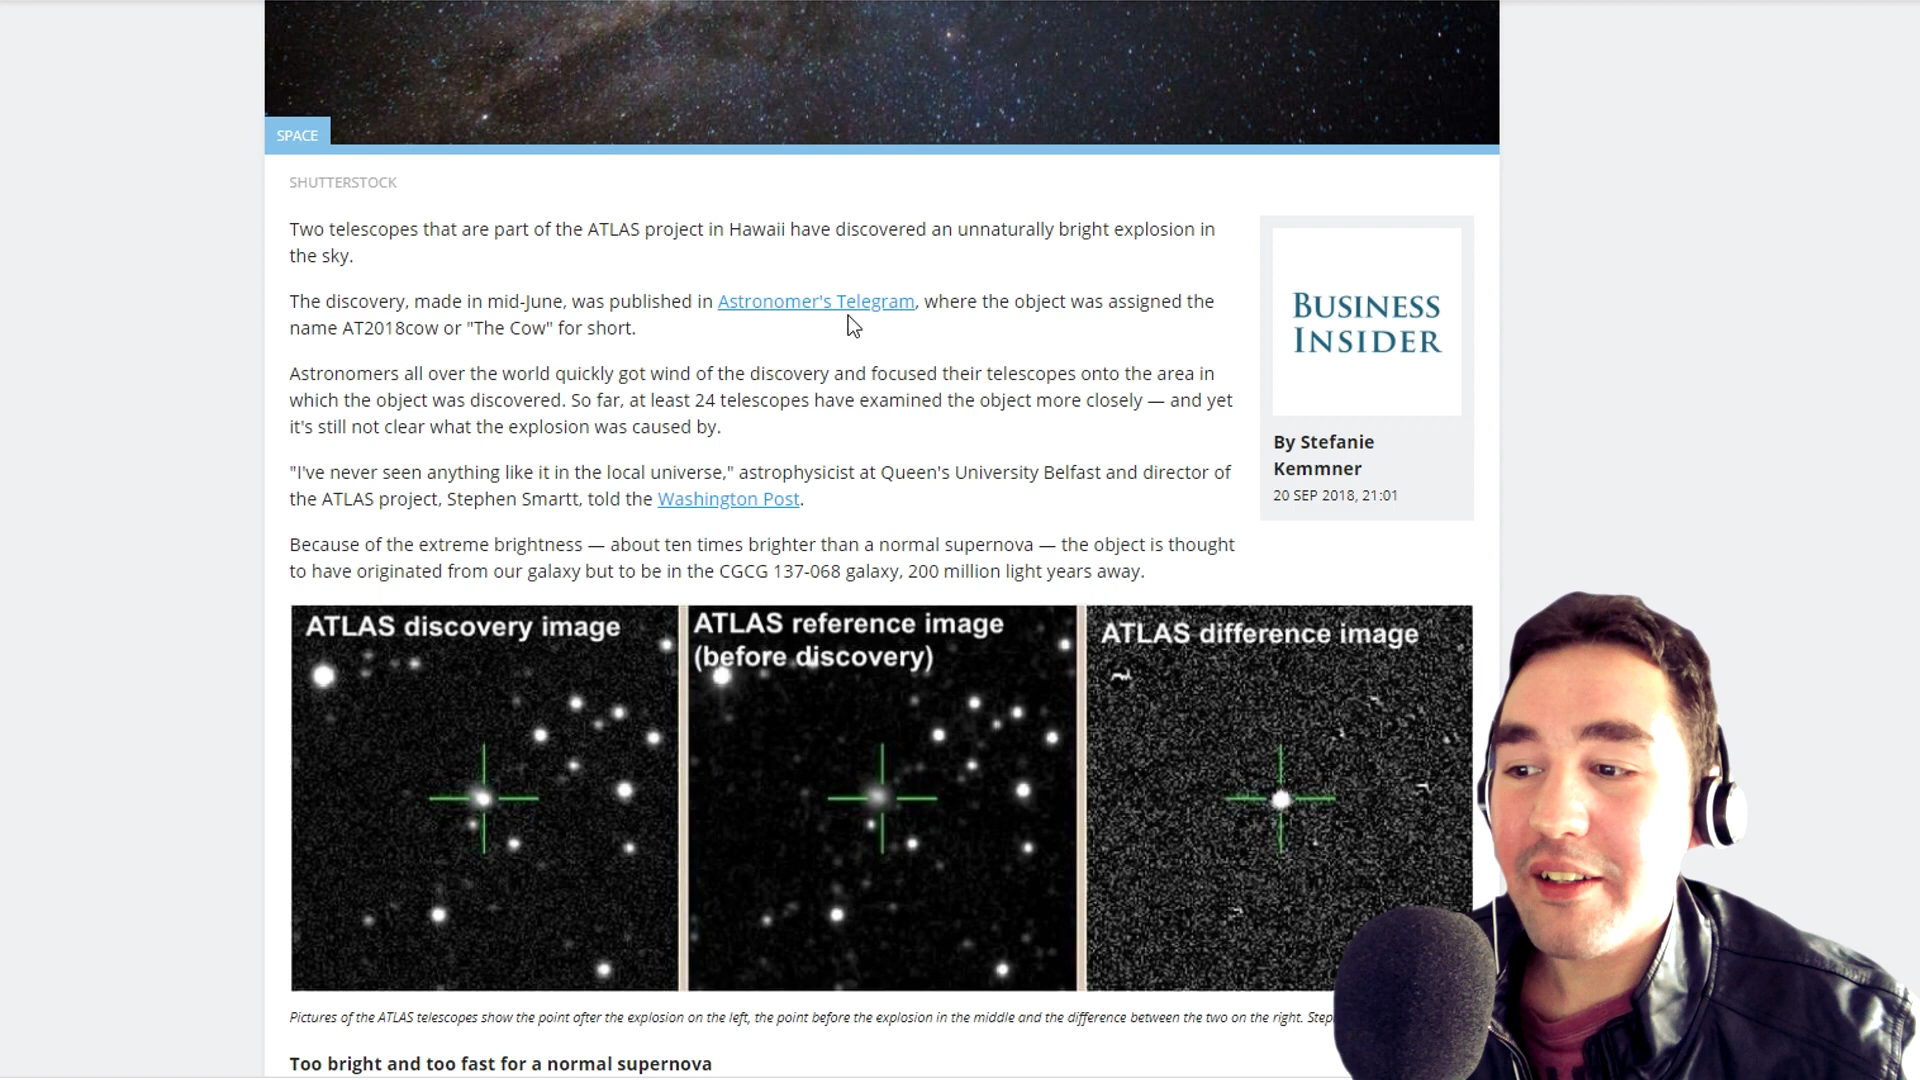 SPACE
SHUTTERSTOCK
Two telescopes that are part of the ATLAS project in Hawaii have discovered an unnaturally bright explosion in
the sky.
The discovery, made in mid-June, was published in Astronomer's Telegram, where the object was assigned the
name AT2018cow or "The Cow" for short.
Astronomers all over the world quickly got wind of the discovery and focused their telescopes onto the area in
which the object was discovered. So far, at least 24 telescopes have examined the object more closely — and yet
it's still not clear what the explosion was caused by.
"I've never seen anything like it in the local universe," astrophysicist at Queen's University Belfast and director of
the ATLAS project, Stephen Smartt, told the Washington Post.
Because of the extreme brightness — about ten times brighter than a normal supernova — the object is thought
to have originated from our galaxy but to be in the CGCG 137-068 galaxy, 200 million light years away.
BUSINESS
INSIDER
By Stefanie
Kemmner
20 SEP 2018, 21:01
ATLAS discovery image
ATLAS reference image
(before discovery)
ATLAS difference image
Pictures of the ATLAS telescopes show the point after the explosion on the left, the point before the explosion in the middle and the difference between the two on the right. Step
Too bright and too fast for a normal supernova